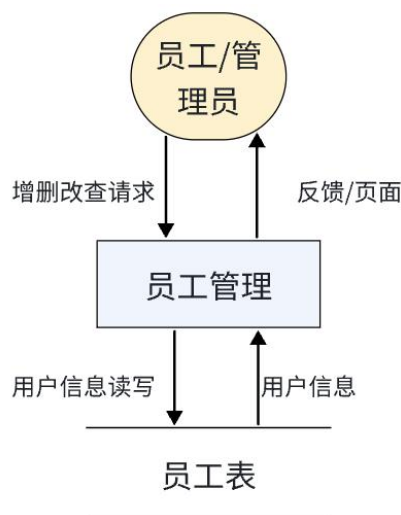 员工/管
理员
增删改查请求
反馈/页面
员工管理
用户信息读写
用户信息
员工表